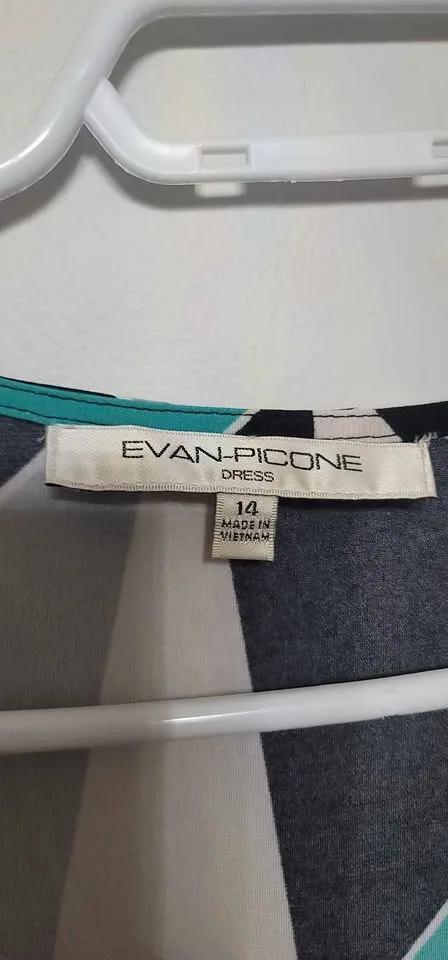 EVAN-PICONE
DRESS
14
MADE IN
VIETNAM